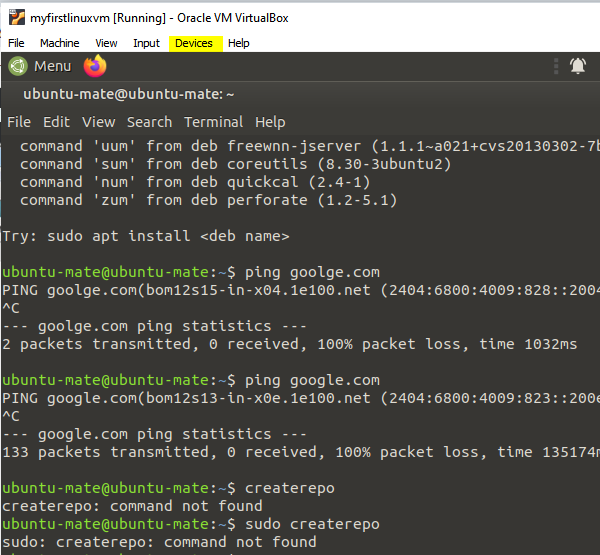 myfirstlinuxvm [Running] - Oracle VM VirtualBox
File Machine View Input Devices Help
Menu
ubuntu-mate@ubuntu-mate: ~
File Edit View Search Terminal Help
command 'uum' from deb freewnn-jserver (1.1.1~a021+cvs20130302-7b
command 'sum' from deb coreutils (8.30-3ubuntu2)
command 'num' from deb quickcal (2.4-1)
command 'zum' from deb perforate (1.2-5.1)
Try: sudo apt install <deb name>
ubuntu-mate@ubuntu-mate:~$ ping goolge.com
PING goolge.com(bom12s15-in-x04.1e100.net (2404:6800:4009:828::2004
^C
--- goolge.com ping statistics ---
2 packets transmitted, 0 received, 100% packet loss, time 1032ms
ubuntu-mate@ubuntu-mate:~$ ping google.com
PING google.com(bom12s13-in-x0e.1e100.net (2404:6800:4009:823::200e
^C
--- google.com ping statistics ---
133 packets transmitted, 0 received, 100% packet loss, time 135174m
ubuntu-mate@ubuntu-mate:~$ createrepo
createrepo: command not found
ubuntu-mate@ubuntu-mate:~$ sudo createrepo
sudo: createrepo: command not found